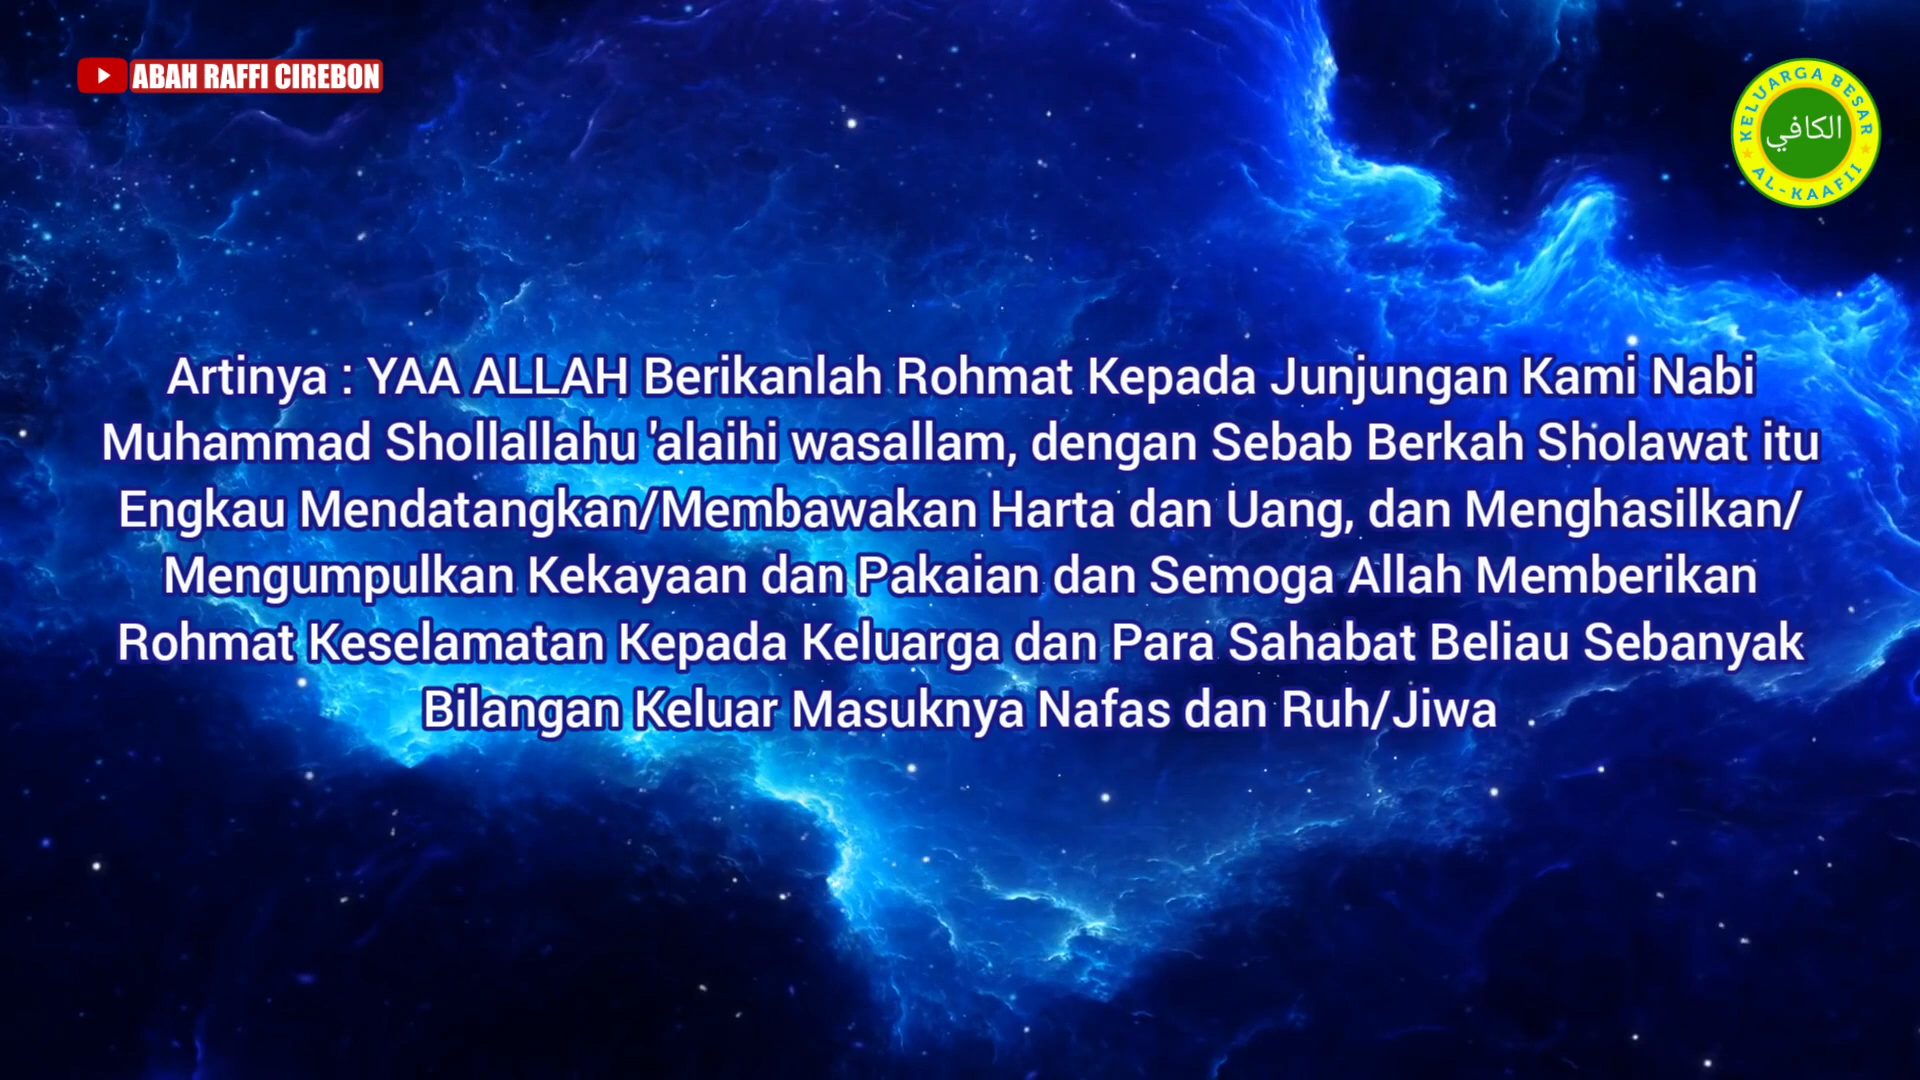 ABAH RAFFI CIREBON
KELUARGA BESAR
الكافي
AL-KAAFII
Artinya : YAA ALLAH Berikanlah Rohmat Kepada Junjungan Kami Nabi
Muhammad Shollallahu 'alaihi wasallam, dengan Sebab Berkah Sholawat itu
Engkau Mendatangkan/Membawakan Harta dan Uang, dan Menghasilkan/
Mengumpulkan Kekayaan dan Pakaian dan Semoga Allah Memberikan
Rohmat Keselamatan Kepada Keluarga dan Para Sahabat Beliau Sebanyak
Bilangan Keluar Masuknya Nafas dan Ruh/Jiwa